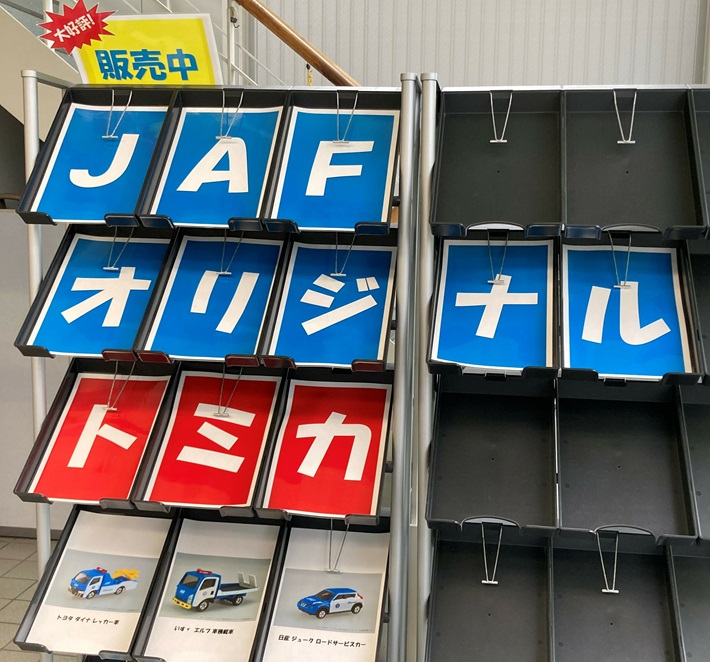 大好評!
販売中
JAF
オリジナル
トミカ
トヨタ ダイナ レッカー車
いすゞ エルフ 車積載車
日産 ジューク ロードサービスカー